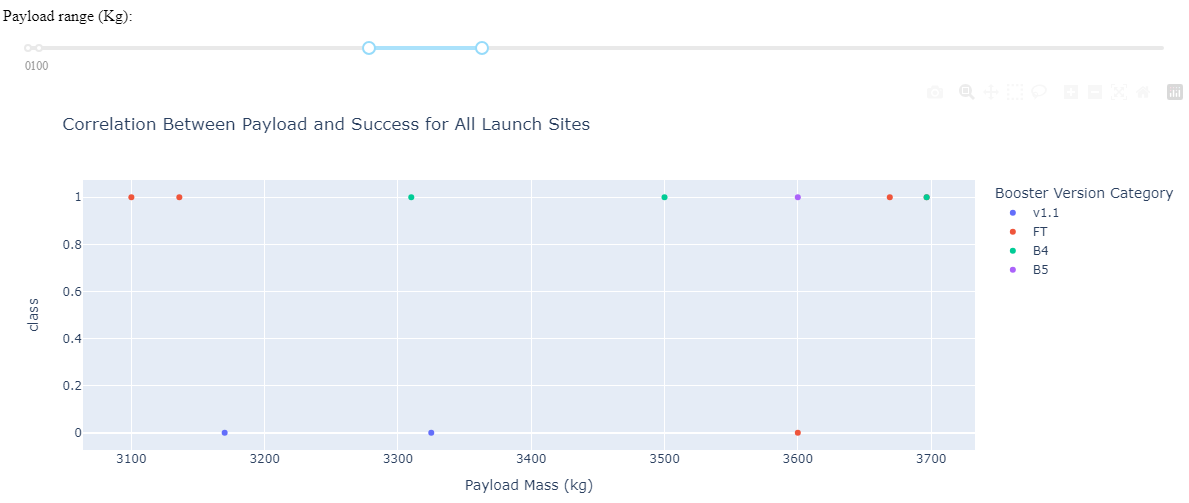 Payload range (Kg):
0100
Correlation Between Payload and Success for All Launch Sites
Booster Version Category
v1.1
FT
B4
B5
class
1
0.8
0.6
0.4
0.2
0
3100 3200 3300 3400 3500 3600 3700
Payload Mass (kg)